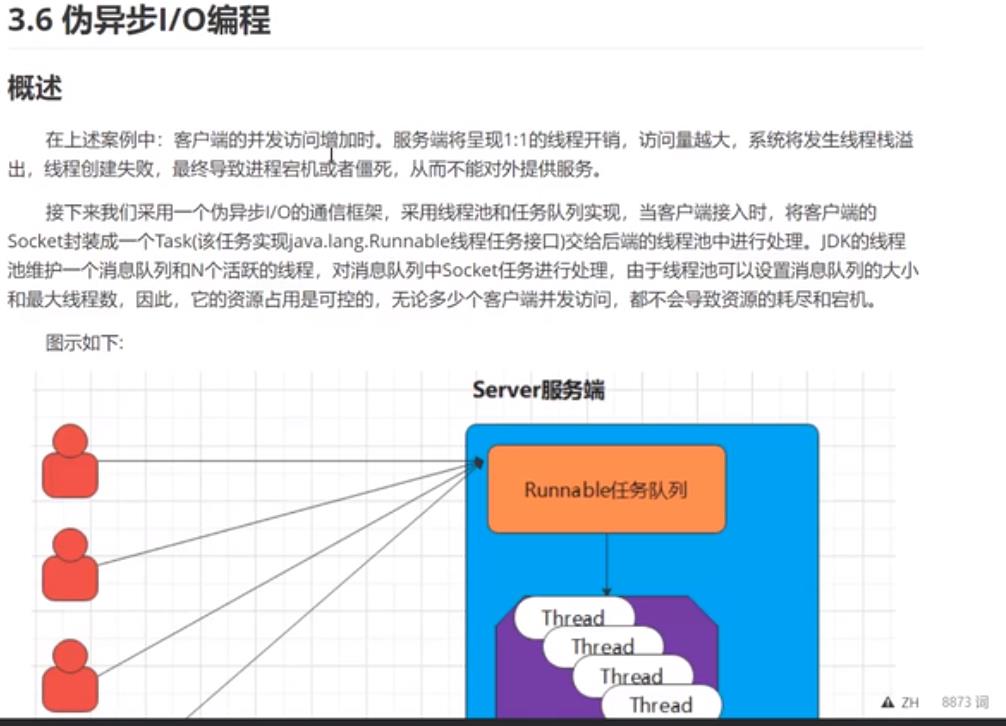 3.6 伪异步I/O编程
概述
在上述案例中：客户端的并发访问增加时。服务端将呈现1:1的线程开销，访问量越大，系统将发生线程栈溢
出，线程创建失败，最终导致进程宕机或者僵死，从而不能对外提供服务。
接下来我们采用一个伪异步I/O的通信框架，采用线程池和任务队列实现，当客户端接入时，将客户端的
Socket封装成一个Task(该任务实现java.lang.Runnable线程任务接口)交给后端的线程池中进行处理。JDK的线程
池维护一个消息队列和N个活跃的线程，对消息队列中Socket任务进行处理，由于线程池可以设置消息队列的大小
和最大线程数，因此，它的资源占用是可控的，无论多少个客户端并发访问，都不会导致资源的耗尽和宕机。
图示如下:
Server服务端
Runnable任务队列
Thread
Thread
Thread
Thread
ZH 8873 词